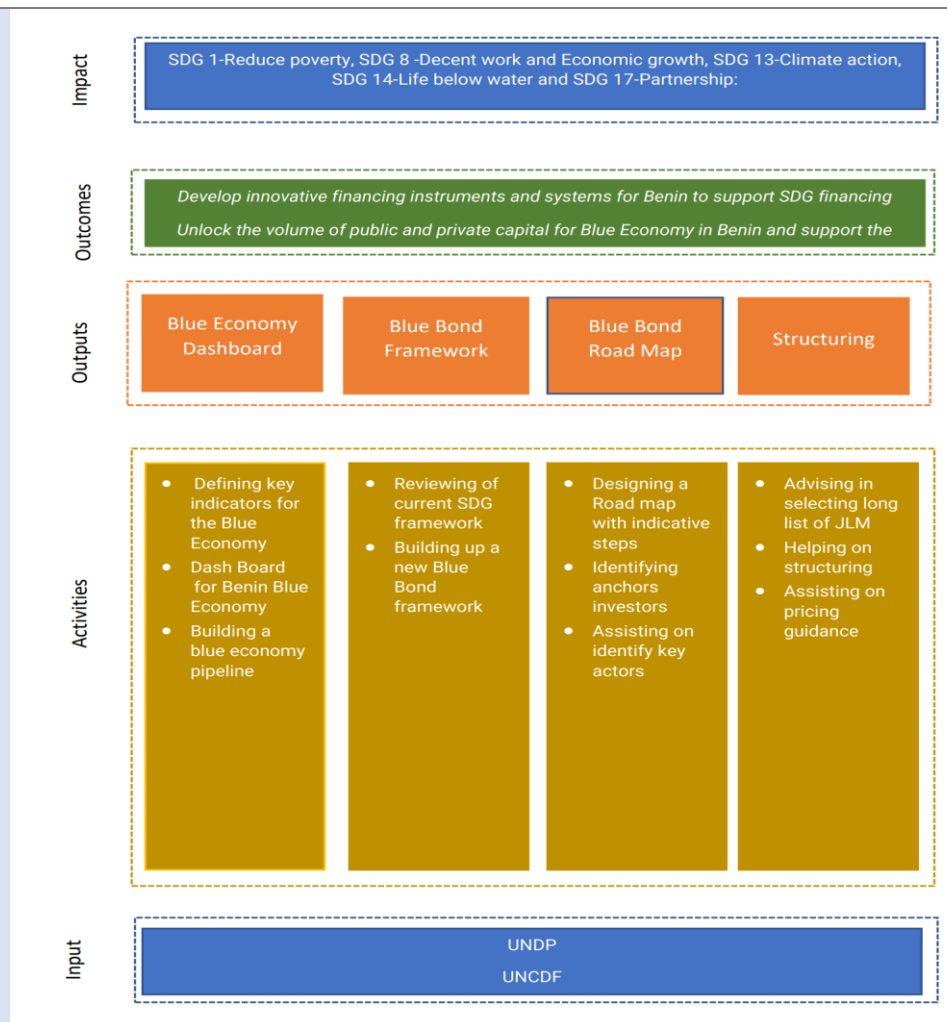 Impact
SDG 1-Reduce poverty, SDG 8 -Decent work and Economic growth, SDG 13-Climate action,
SDG 14-Life below water and SDG 17-Partnership:
Outcomes
Develop innovative financing instruments and systems for Benin to support SDG financing
Unlock the volume of public and private capital for Blue Economy in Benin and support the
Outputs
Blue Economy
Dashboard
Blue Bond
Framework
Blue Bond
Road Map
Structuring
Activities
● Defining key
indicators for
the Blue
Economy
● Dash Board
for Benin Blue
Economy
● Building a
blue economy
pipeline
● Reviewing of
current SDG
framework
● Building up a
new Blue
Bond
framework
● Designing a
Road map
with indicative
steps
● Identifying
anchors
investors
● Assisting on
identify key
actors
● Advising in
selecting long
list of JLM
● Helping on
structuring
● Assisting on
pricing
guidance
Input
UNDP
UNCDF